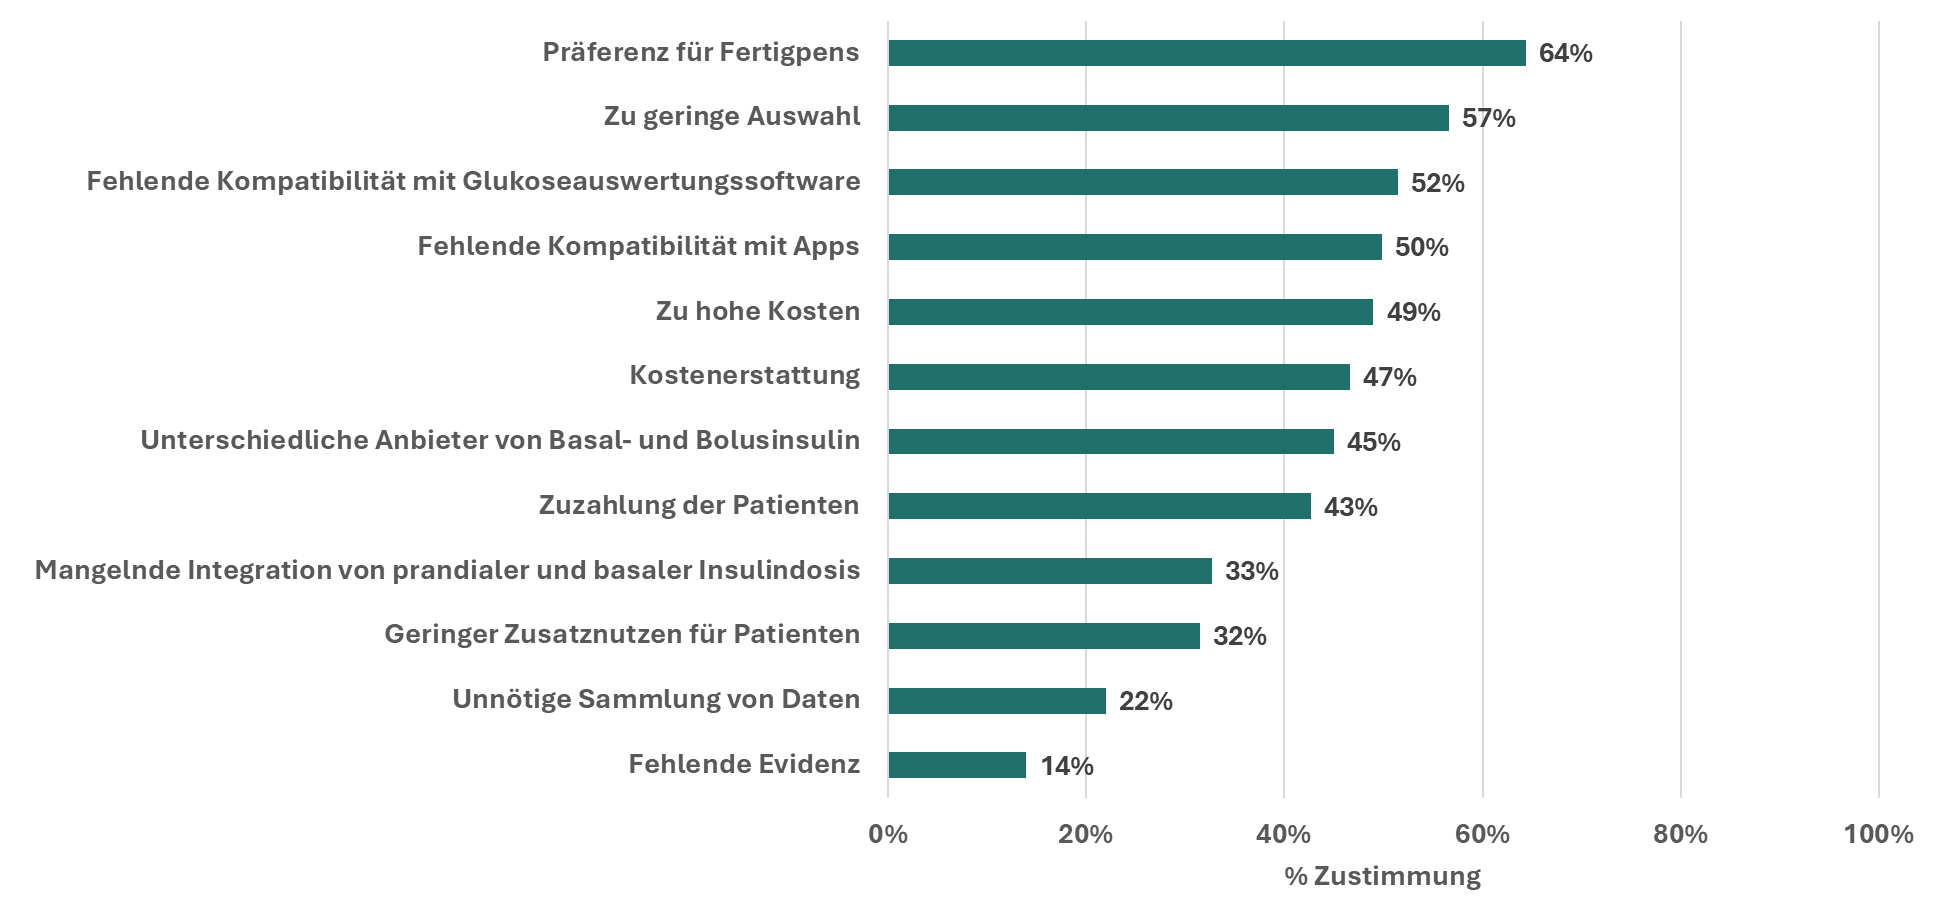 Präferenz für Fertigpens 64%
Zu geringe Auswahl 57%
Fehlende Kompatibilität mit Glukoseauswertungssoftware 52%
Fehlende Kompatibilität mit Apps 50%
Zu hohe Kosten 49%
Kostenerstattung 47%
Unterschiedliche Anbieter von Basal- und Bolusinsulin 45%
Zuzahlung der Patienten 43%
Mangelnde Integration von prandialer und basaler Insulindosis 33%
Geringer Zusatznutzen für Patienten 32%
Unnötige Sammlung von Daten 22%
Fehlende Evidenz 14%
0% 20% 40% 60% 80% 100%
% Zustimmung